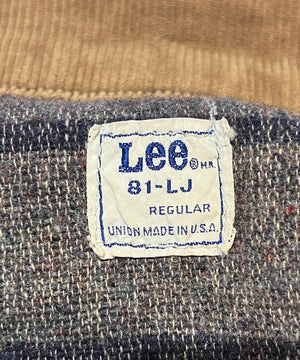 Lee ® M.R.
81-LJ
REGULAR
UNION MADE IN U.S.A.